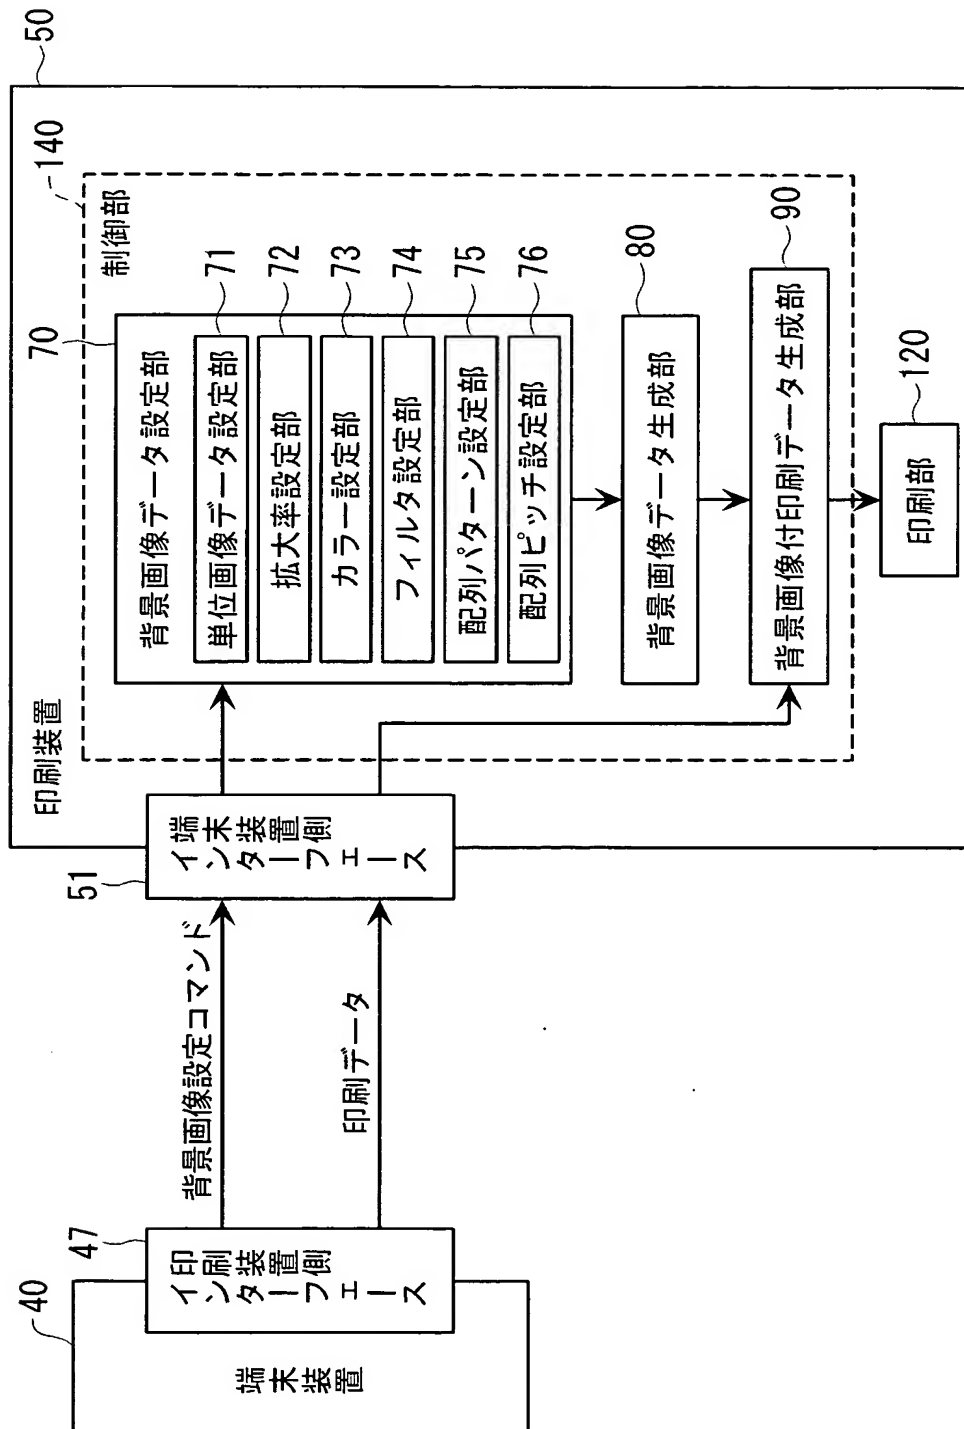 50
印刷装置
140
制御部
70
背景画像データ設定部
単位画像データ設定部
71
拡大率設定部
72
カラー設定部
73
フィルタ設定部
74
配列パターン設定部
75
配列ピッチ設定部
76
背景画像データ生成部
80
背景画像付印刷データ生成部
90
印刷部
120
51
端末装置側
インターフェース
背景画像設定コマンド
印刷データ
47
印刷装置側
インターフェース
40
端末装置